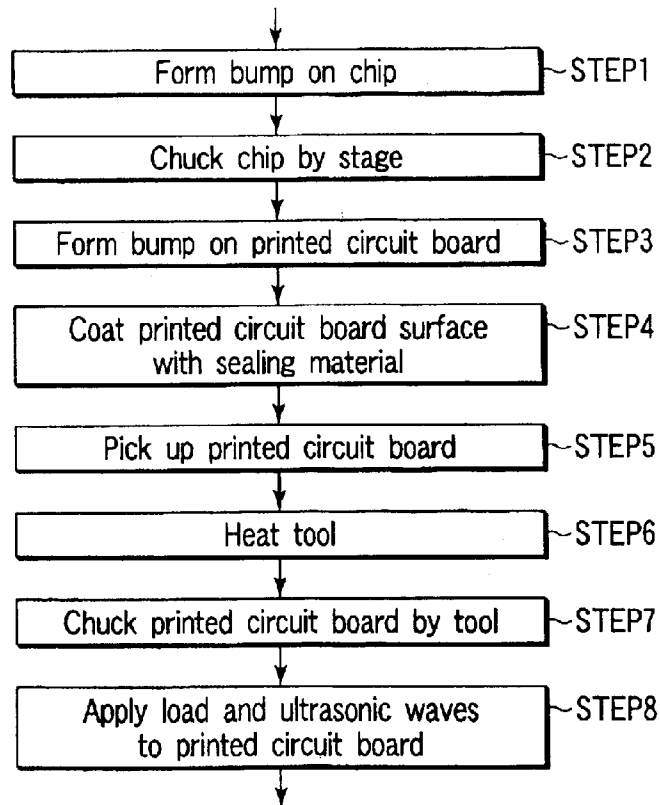 Form bump on chip STEP1
Chuck chip by stage STEP2
Form bump on printed circuit board STEP3
Coat printed circuit board surface STEP4
with sealing material
Pick up printed circuit board STEP5
Heat tool STEP6
Chuck printed circuit board by tool STEP7
Apply load and ultrasonic waves STEP8
to printed circuit board